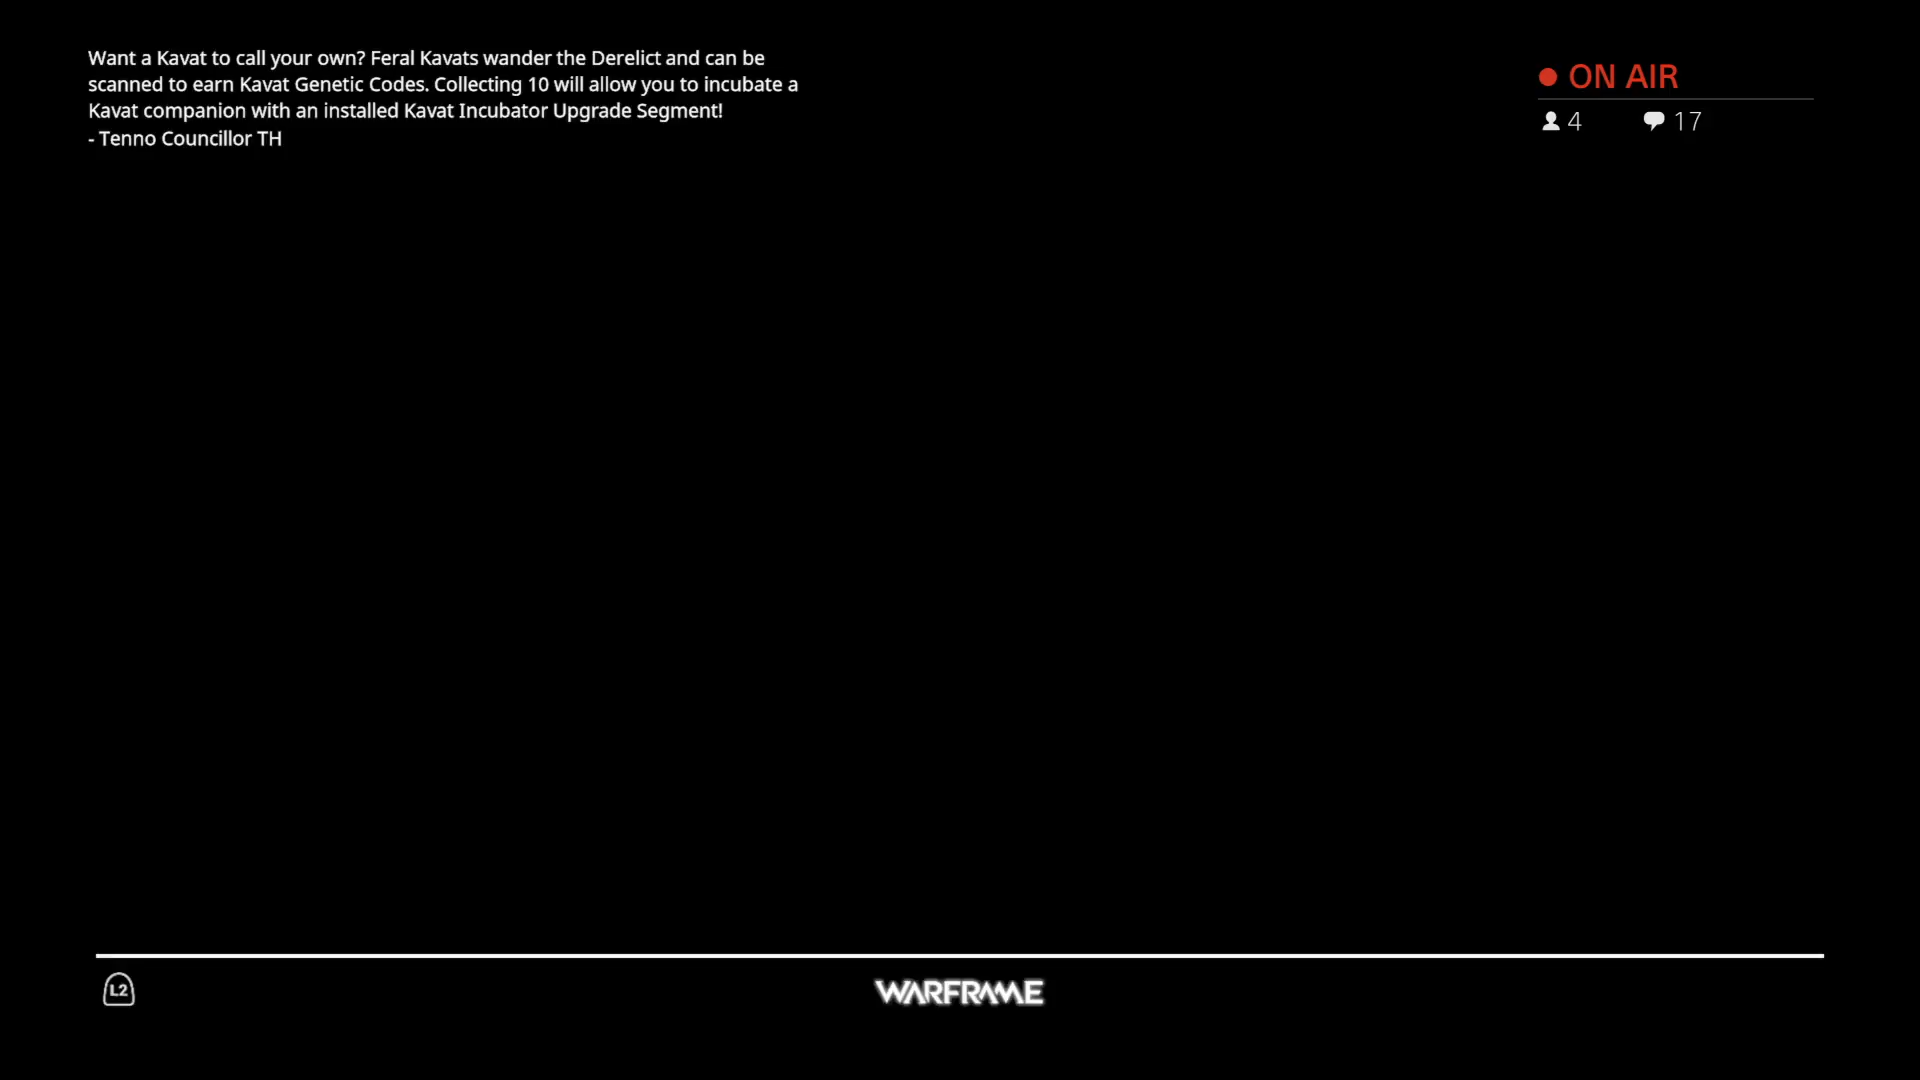 Want a Kavat to call your own? Feral Kavats wander the Derelict and can be
scanned to earn Kavat Genetic Codes. Collecting 10 will allow you to incubate a
Kavat companion with an installed Kavat Incubator Upgrade Segment!
- Tenno Councillor TH
ON AIR
4 17
L2
WARFRAME